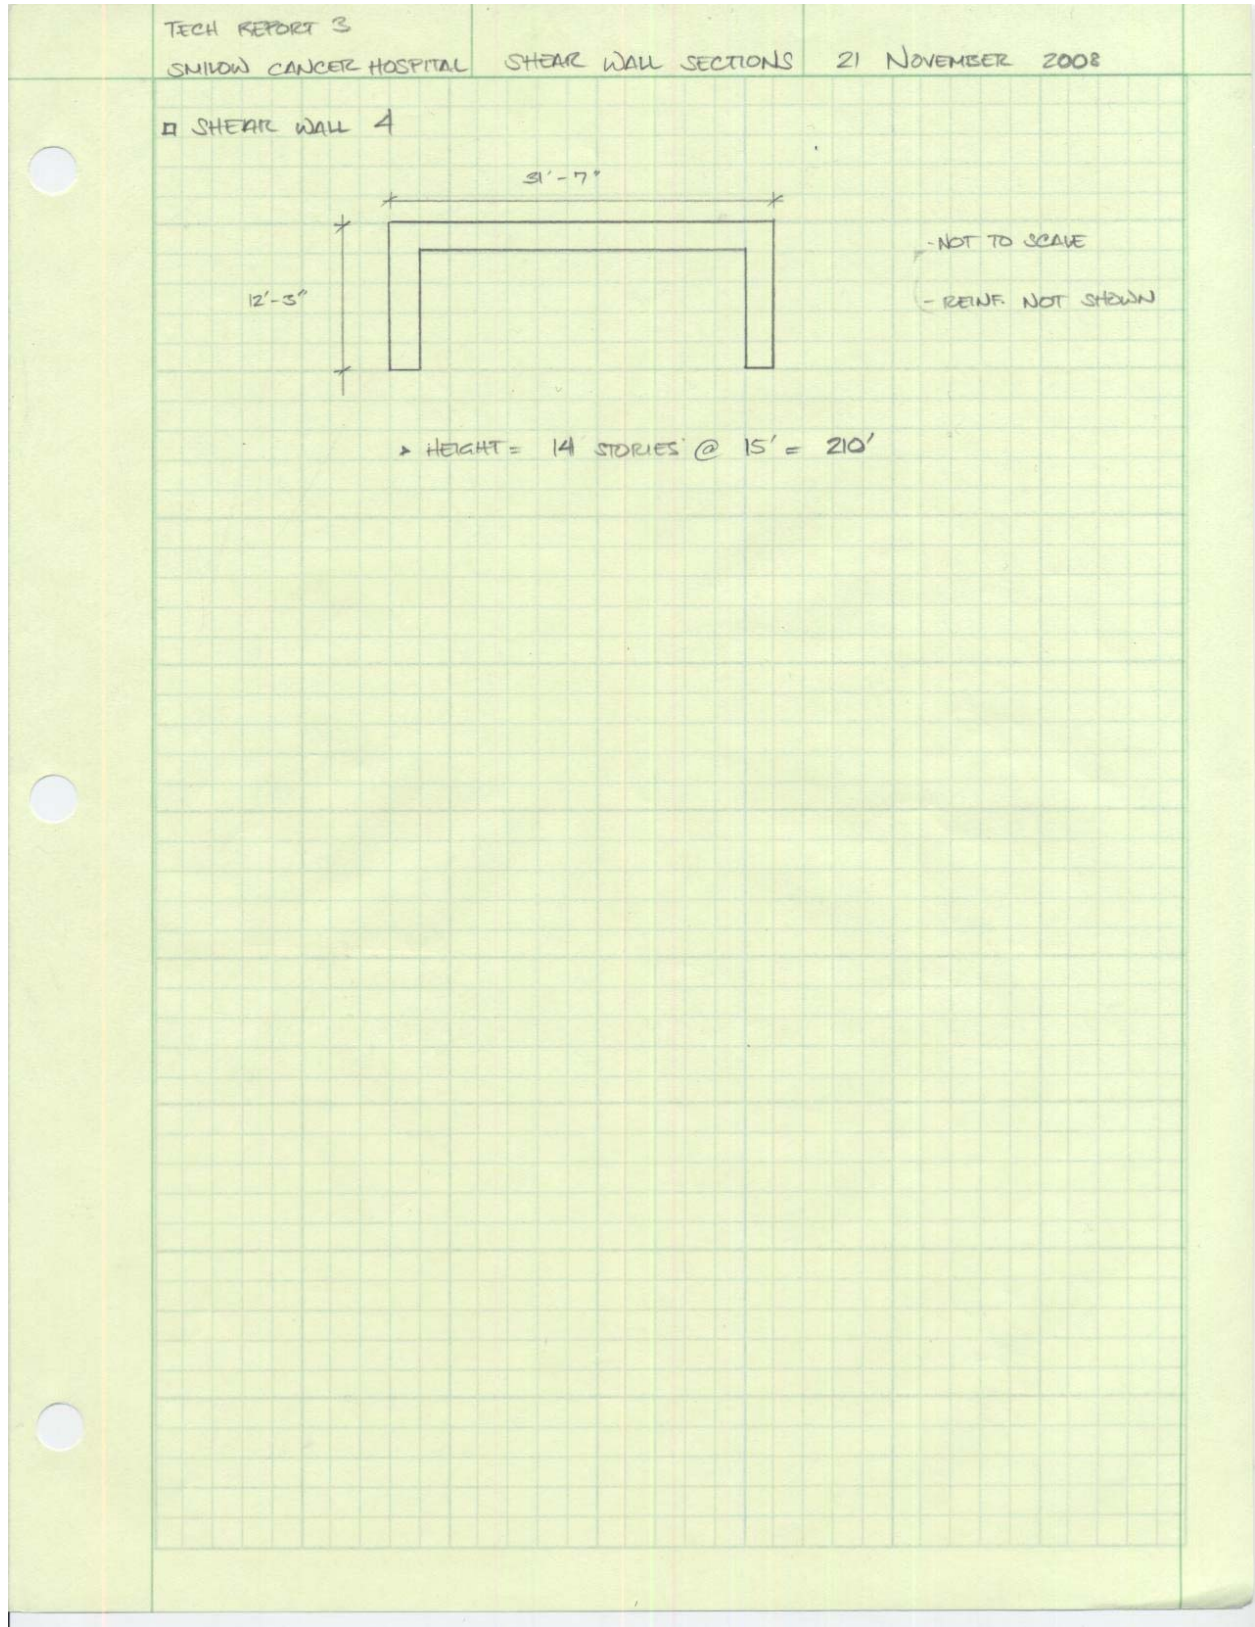 TECH REPORT 3
SMILOW CANCER HOSPITAL SHEAR WALL SECTIONS 21 NOVEMBER 2008
SHEAR WALL 4
31'-7"
-NOT TO SCALE
12'-3"
- REINF. NOT SHOWN
HEIGHT = 14 STORIES @ 15' = 210'